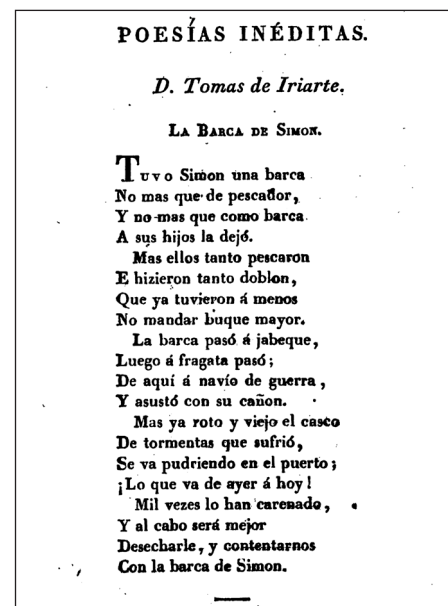 POESÍAS INÉDITAS.
D. Tomas de Iriarte.
LA BARCA DE SIMON.
Tuvo Simon una barca
No mas que de pescador,
Y no mas que como barca
A sus hijos la dejó.
Mas ellos tanto pescaron
E hizieron tanto doblon,
Que ya tuvieron á menos
No mandar buque mayor.
La barca pasó á jabeque,
Luego á fragata pasó;
De aquí á navío de guerra,
Y asustó con su cañon.
Mas ya roto y viejo el casco
De tormentas que sufrió,
Se va pudriendo en el puerto;
¡Lo que va de ayer á hoy!
Mil vezes lo han carenado,
Y al cabo será mejor
Desecharle, y contentarnos
Con la barca de Simon.